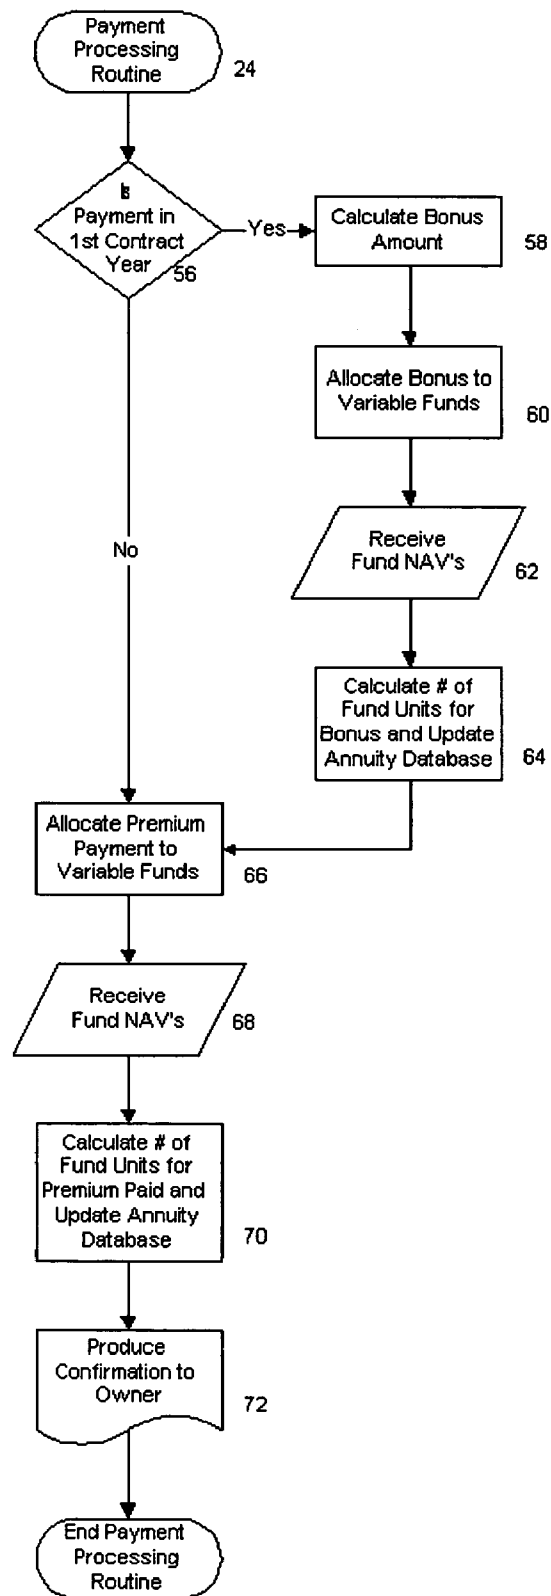 Payment
Processing
Routine
24
Is
Payment in
1st Contract
Year
56
Yes
Calculate Bonus
Amount
58
Allocate Bonus to
Variable Funds
60
Receive
Fund NAV's
62
No
Calculate # of
Fund Units for
Bonus and Update
Annuity Database
64
Allocate Premium
Payment to
Variable Funds
66
Receive
Fund NAV's
68
Calculate # of
Fund Units for
Premium Paid and
Update Annuity
Database
70
Produce
Confirmation to
Owner
72
End Payment
Processing
Routine